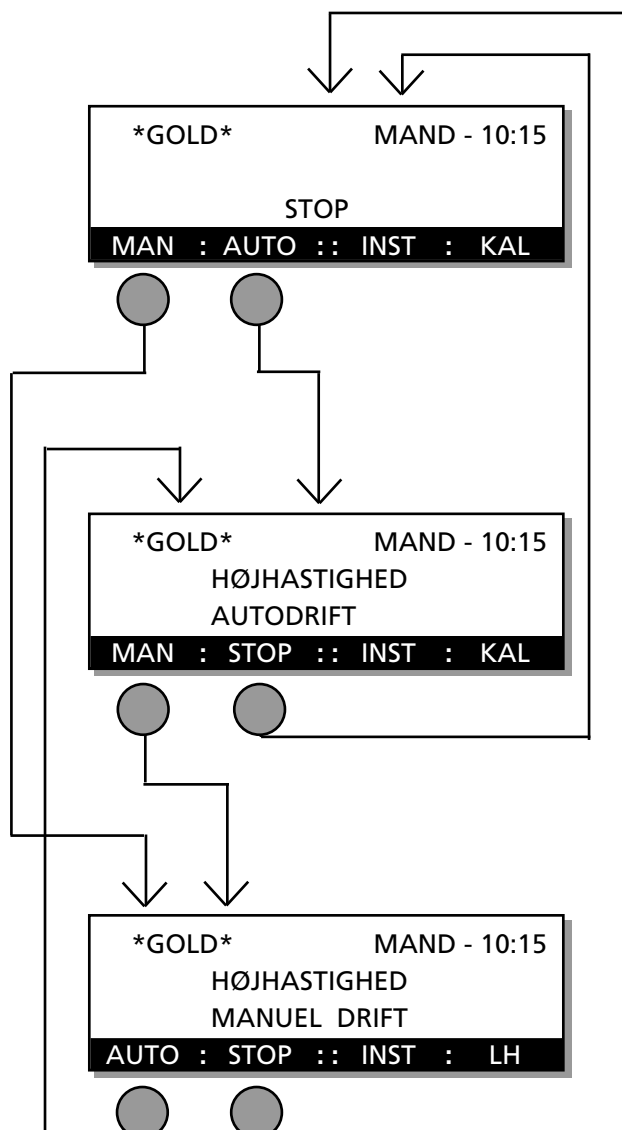 *GOLD* MAND - 10:15
STOP
MAN : AUTO :: INST : KAL
*GOLD* MAND - 10:15
HØJHASTIGHED
AUTODRIFT
MAN : STOP :: INST : KAL
*GOLD* MAND - 10:15
HØJHASTIGHED
MANUEL DRIFT
AUTO : STOP :: INST : LH